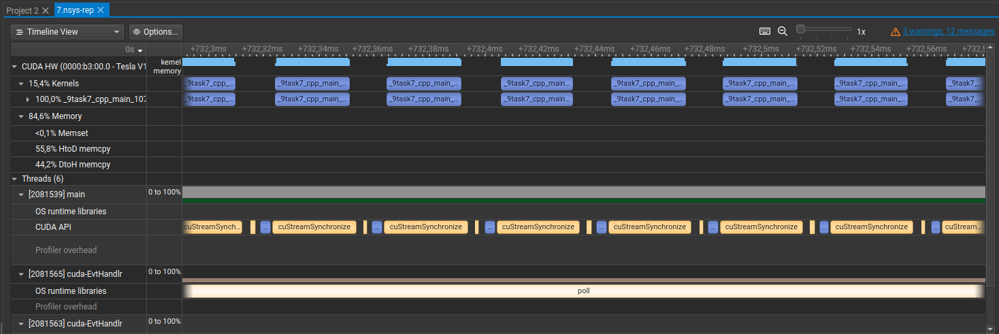 Project 2 7.nsys-rep
Timeline View Options... 1x 3 warnings, 12 messages
0s +732,3ms +732,32ms +732,34ms +732,36ms +732,38ms +732,4ms +732,42ms +732,44ms +732,46ms +732,48ms +732,5ms +732,52ms +732,54ms +732,56ms +732,5
CUDA HW (0000:b3:00.0 - Tesla V1 kernel
memory
15,4% Kernels _9task7_cpp_... _9task7_cpp_main_... _9task7_cpp_main_... _9task7_cpp_main_... _9task7_cpp_main_... _9task7_cpp_main_... _9task7_cpp_main_... _9task7_...
100,0% _9task7_cpp_main_107 _9task7_cpp_... _9task7_cpp_main_... _9task7_cpp_main_... _9task7_cpp_main_... _9task7_cpp_main_... _9task7_cpp_main_... _9task7_cpp_main_... _9task7_...
84,6% Memory
<0,1% Memset
55,8% HtoD memcpy
44,2% DtoH memcpy
Threads (6)
[2081539] main 0 to 100%
OS runtime libraries
CUDA API cuStreamSynch... ... cuStreamSynchronize ... cuStreamSynchronize ... cuStreamSynchronize ... cuStreamSynchronize ... cuStreamSynchronize ... cuStreamSynchronize ... cuStream...
Profiler overhead
[2081565] cuda-EvtHandlr 0 to 100%
OS runtime libraries poll
Profiler overhead
[2081563] cuda-EvtHandlr 0 to 100%